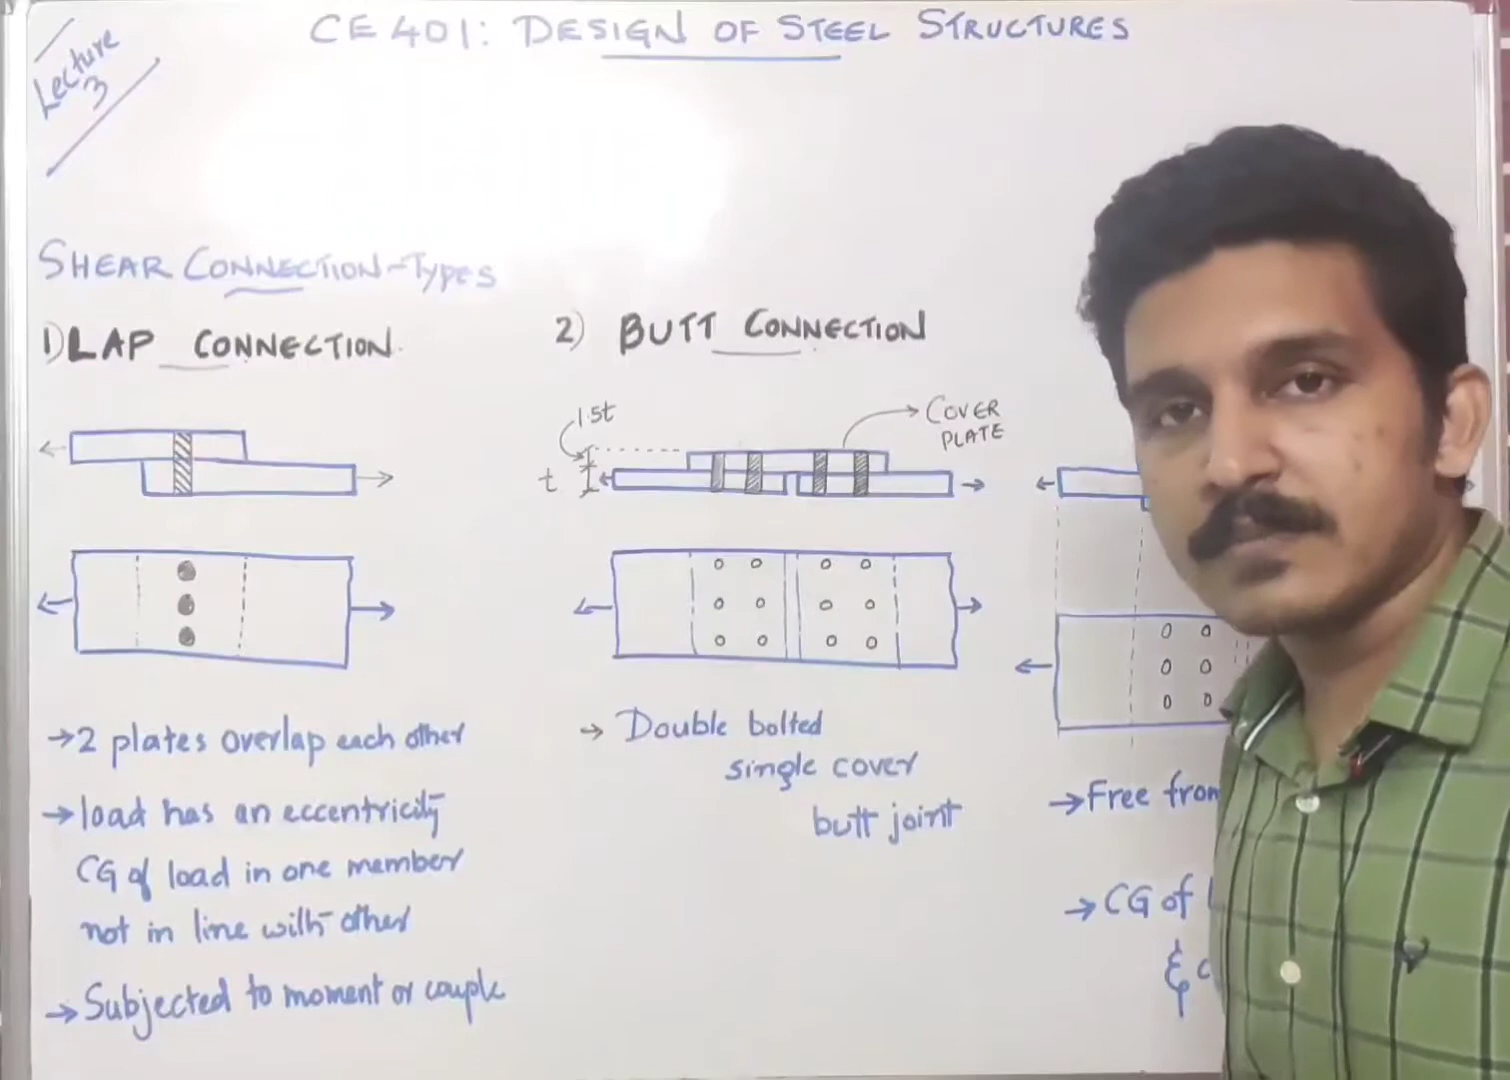 Lecture
3
CE 401: DESIGN OF STEEL STRUCTURES
SHEAR CONNECTION-TYPES
1) LAP CONNECTION.
→2 plates overlap each other
→load has an eccentricity
CG of load in one member
not in line with other
→Subjected to moment or couple
2) BUTT CONNECTION
1.5t
t
COVER
PLATE
→ Double bolted
single cover
butt joint
→Free from
→CG of
&